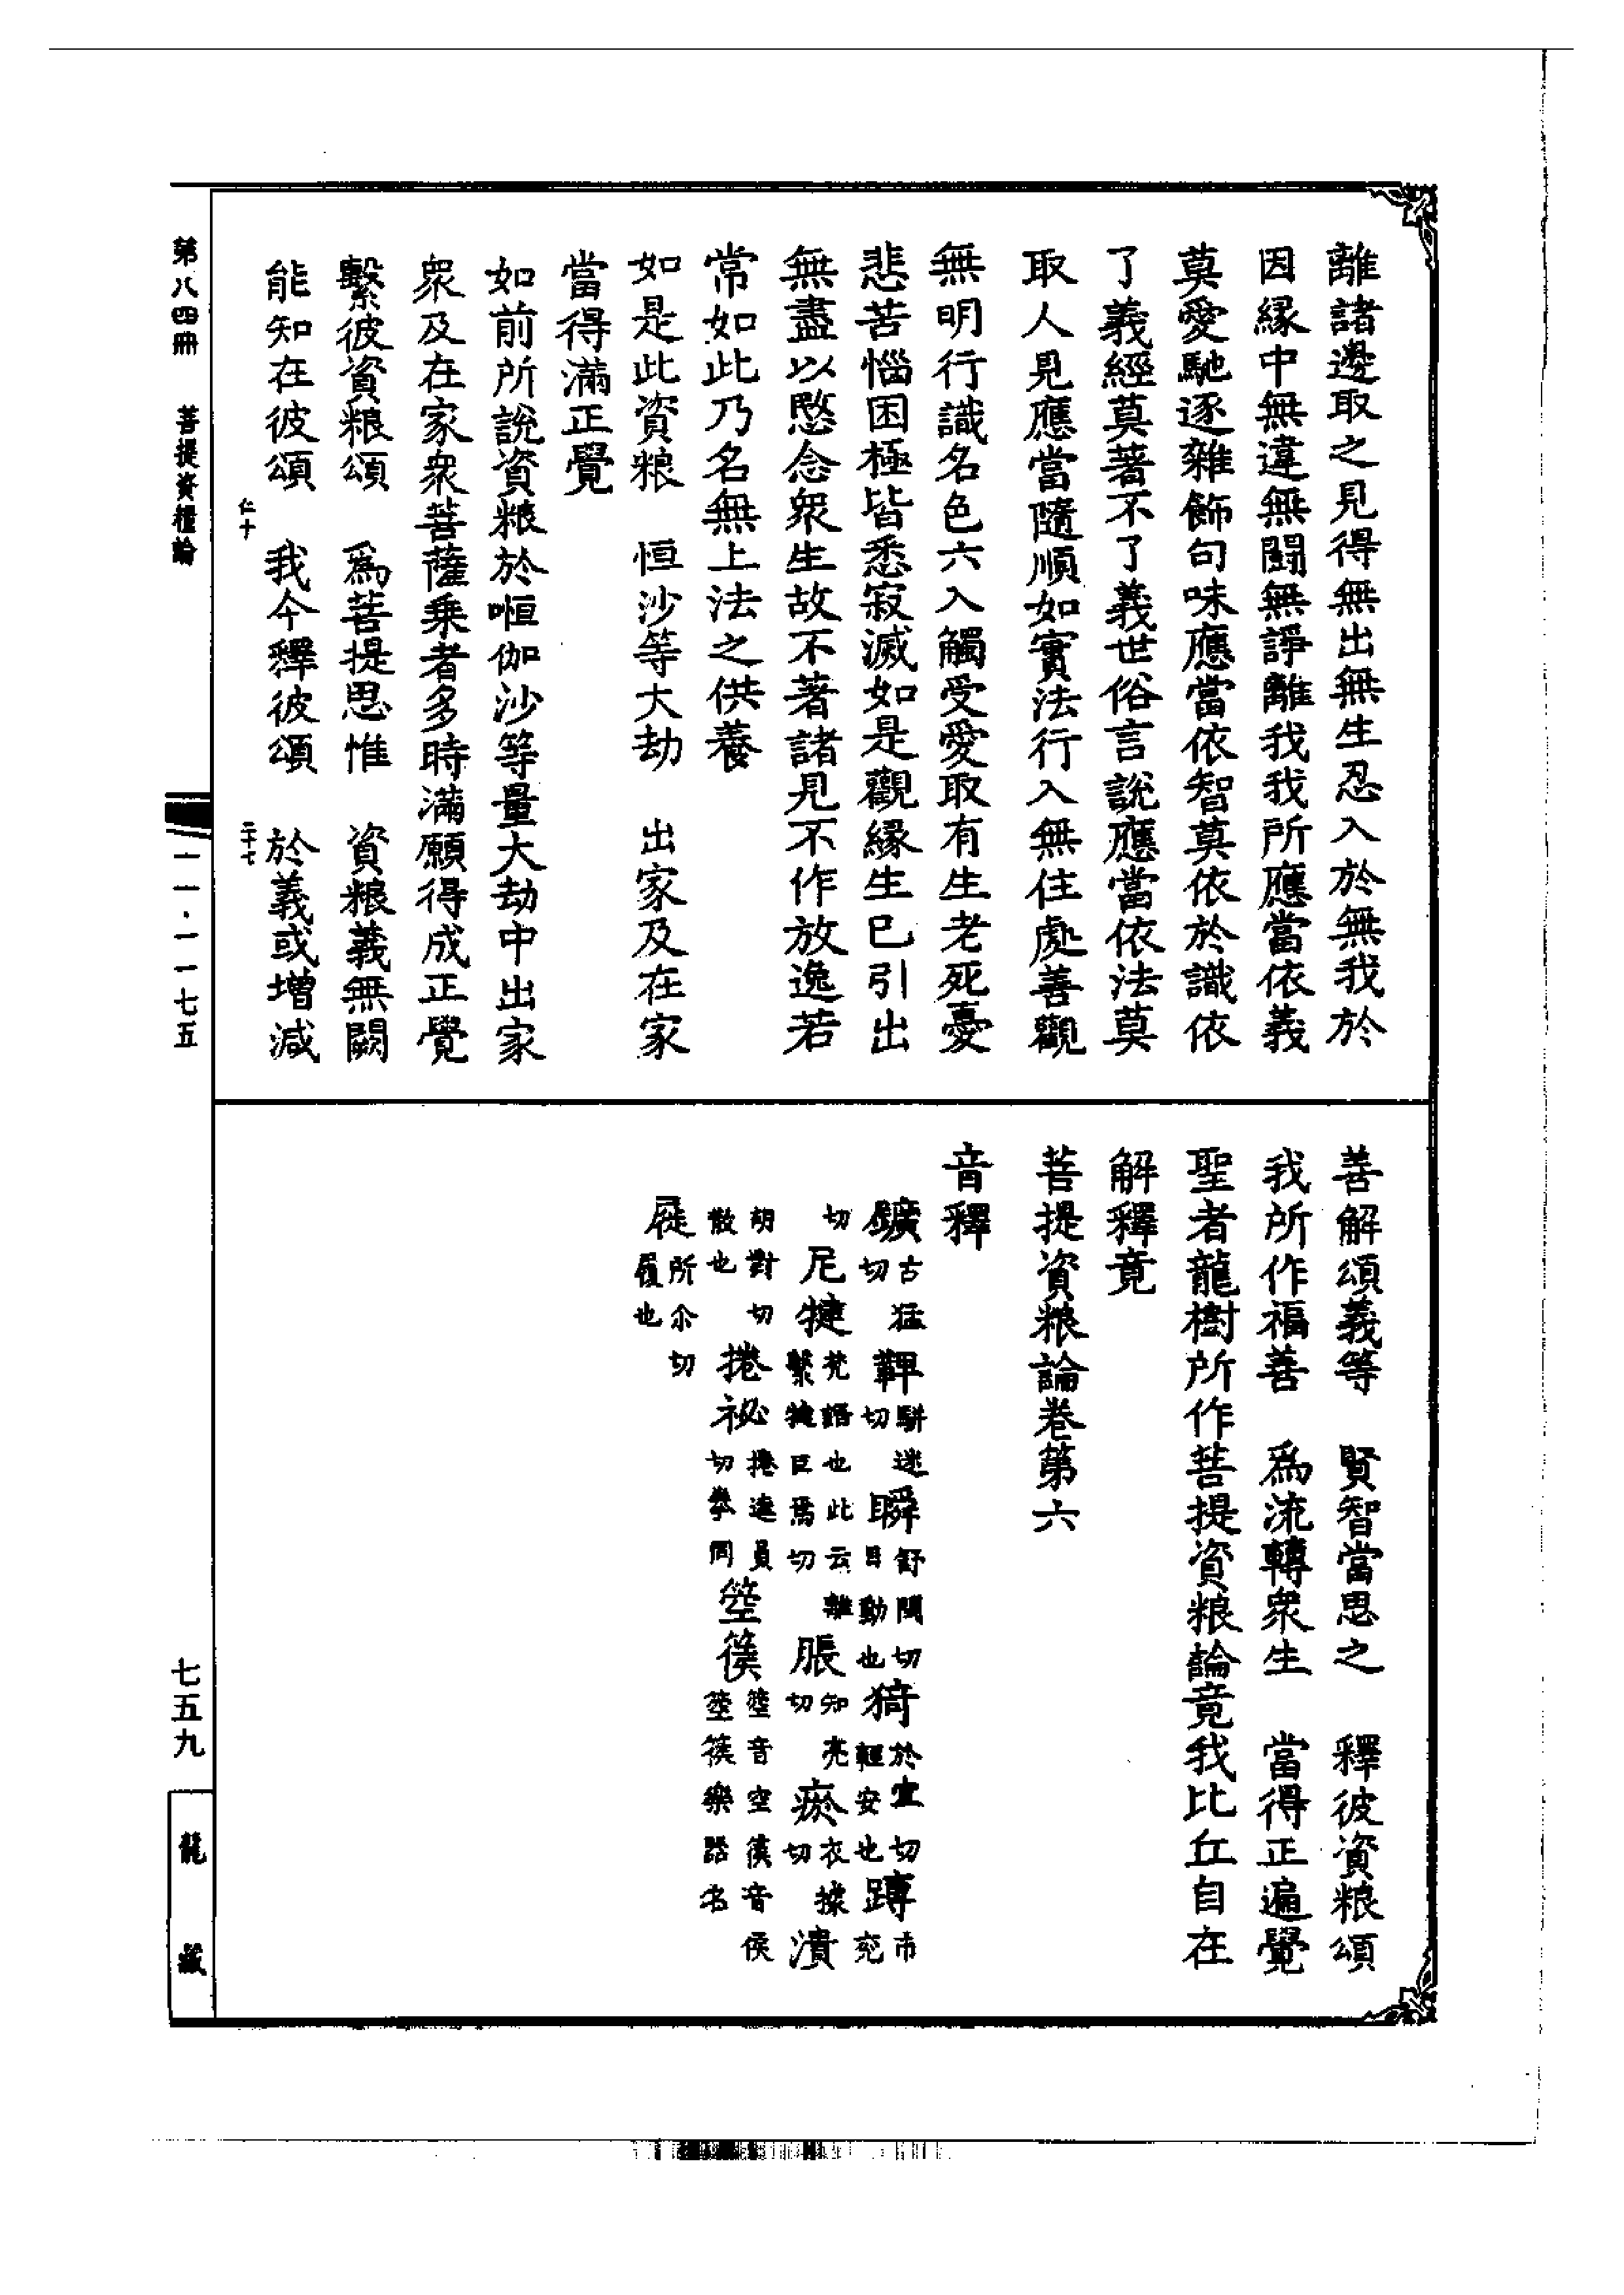 離諸邊取之見得無出無生忍入於無我於
因緣中無違無鬪無諍離我我所應當依義
莫愛馳逐雜飾句味應當依智莫依於識依
了義經莫著不了義世俗言說應當依法莫
取人見應當隨順如實法行入無住處善觀
無明行識名色六入觸受愛取有生老死憂
悲苦惱困極皆悉寂滅如是觀緣生已引出
無盡以愍念衆生故不著諸見不作放逸若
常如此乃名無上法之供養
如是此資粮　恒沙等大劫　出家及在家
當得滿正覺
如前所說資粮於恒伽沙等量大劫中出家
衆及在家衆菩薩乘者多時滿願得成正覺
繫彼資粮頌　爲菩提思惟　資粮義無闕
能知在彼頌　我今釋彼頌　於義或增減
仁十　二十七
善解頌義等　賢智當思之　釋彼資粮頌
我所作福善　爲流轉衆生　當得正遍覺
聖者龍樹所作菩提資粮論竟我比丘自在
解釋竟
菩提資粮論卷第六
音釋
鑛古猛切鞞駢迷切瞬舒閏切目動也猗於宜切輕安也蹲市兖
切尼揵梵語也此云離繫揵巨焉切脹知亮切瘀衣據切潰
胡對切散也捲祕捲逵員切拳同箜篌箜音空篌音侯箜篌樂器名
屣所尒切履也
第八四冊　菩提資糧論　一一一·一一七五　七五九　龍藏